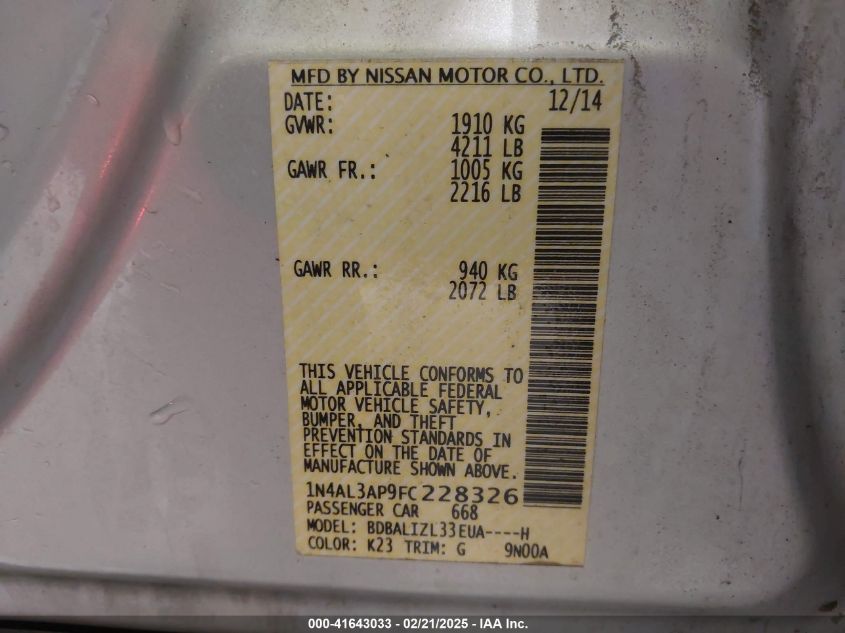 MFD BY NISSAN MOTOR CO., LTD.
DATE: 12/14
GVWR: 1910 KG
4211 LB
GAWR FR.: 1005 KG
2216 LB
GAWR RR.: 940 KG
2072 LB
THIS VEHICLE CONFORMS TO
ALL APPLICABLE FEDERAL
MOTOR VEHICLE SAFETY,
BUMPER, AND THEFT
PREVENTION STANDARDS IN
EFFECT ON THE DATE OF
MANUFACTURE SHOWN ABOVE.
1N4AL3AP9FC228326
PASSENGER CAR 668
MODEL: BDBALIZL33EUA----H
COLOR: K23 TRIM: G 9N00A
000-41643033 - 02/21/2025 - IAA Inc.